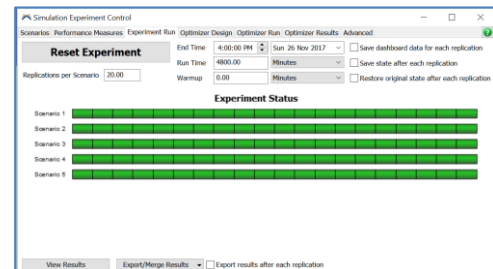 Simulation Experiment Control
Scenarios Performance Measures Experiment Run Optimizer Design Optimizer Run Optimizer Results Advanced
Reset Experiment
End Time 4:00:00 PM Sun 26 Nov 2017
Save dashboard data for each replication
Run Time 4800.00 Minutes
Save state after each replication
Replications per Scenario 20.00
Warmup 0.00 Minutes
Restore original state after each replication
Experiment Status
Scenario 1
Scenario 2
Scenario 3
Scenario 4
Scenario 5
View Results Export/Merge Results Export results after each replication